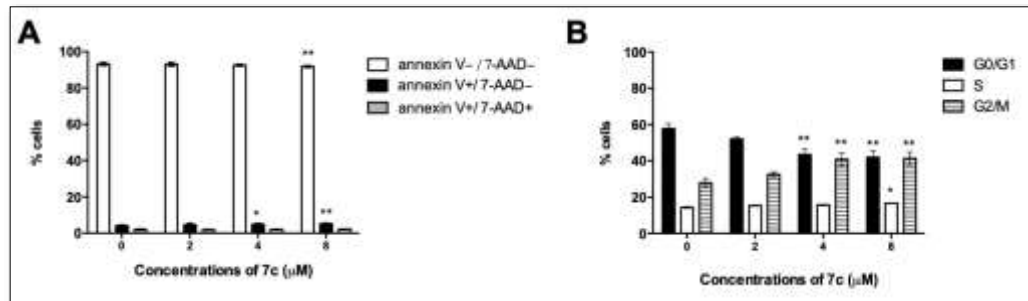 A
100
80
60
40
20
0
% cells
** 
* **
0 2 4 8
Concentrations of 7c (µM)
annexin V− / 7-AAD−
annexin V+/ 7-AAD−
annexin V+/ 7-AAD+
B
100
80
60
40
20
0
% cells
** ** ** **
*
0 2 4 8
Concentrations of 7c (µM)
G0/G1
S
G2/M